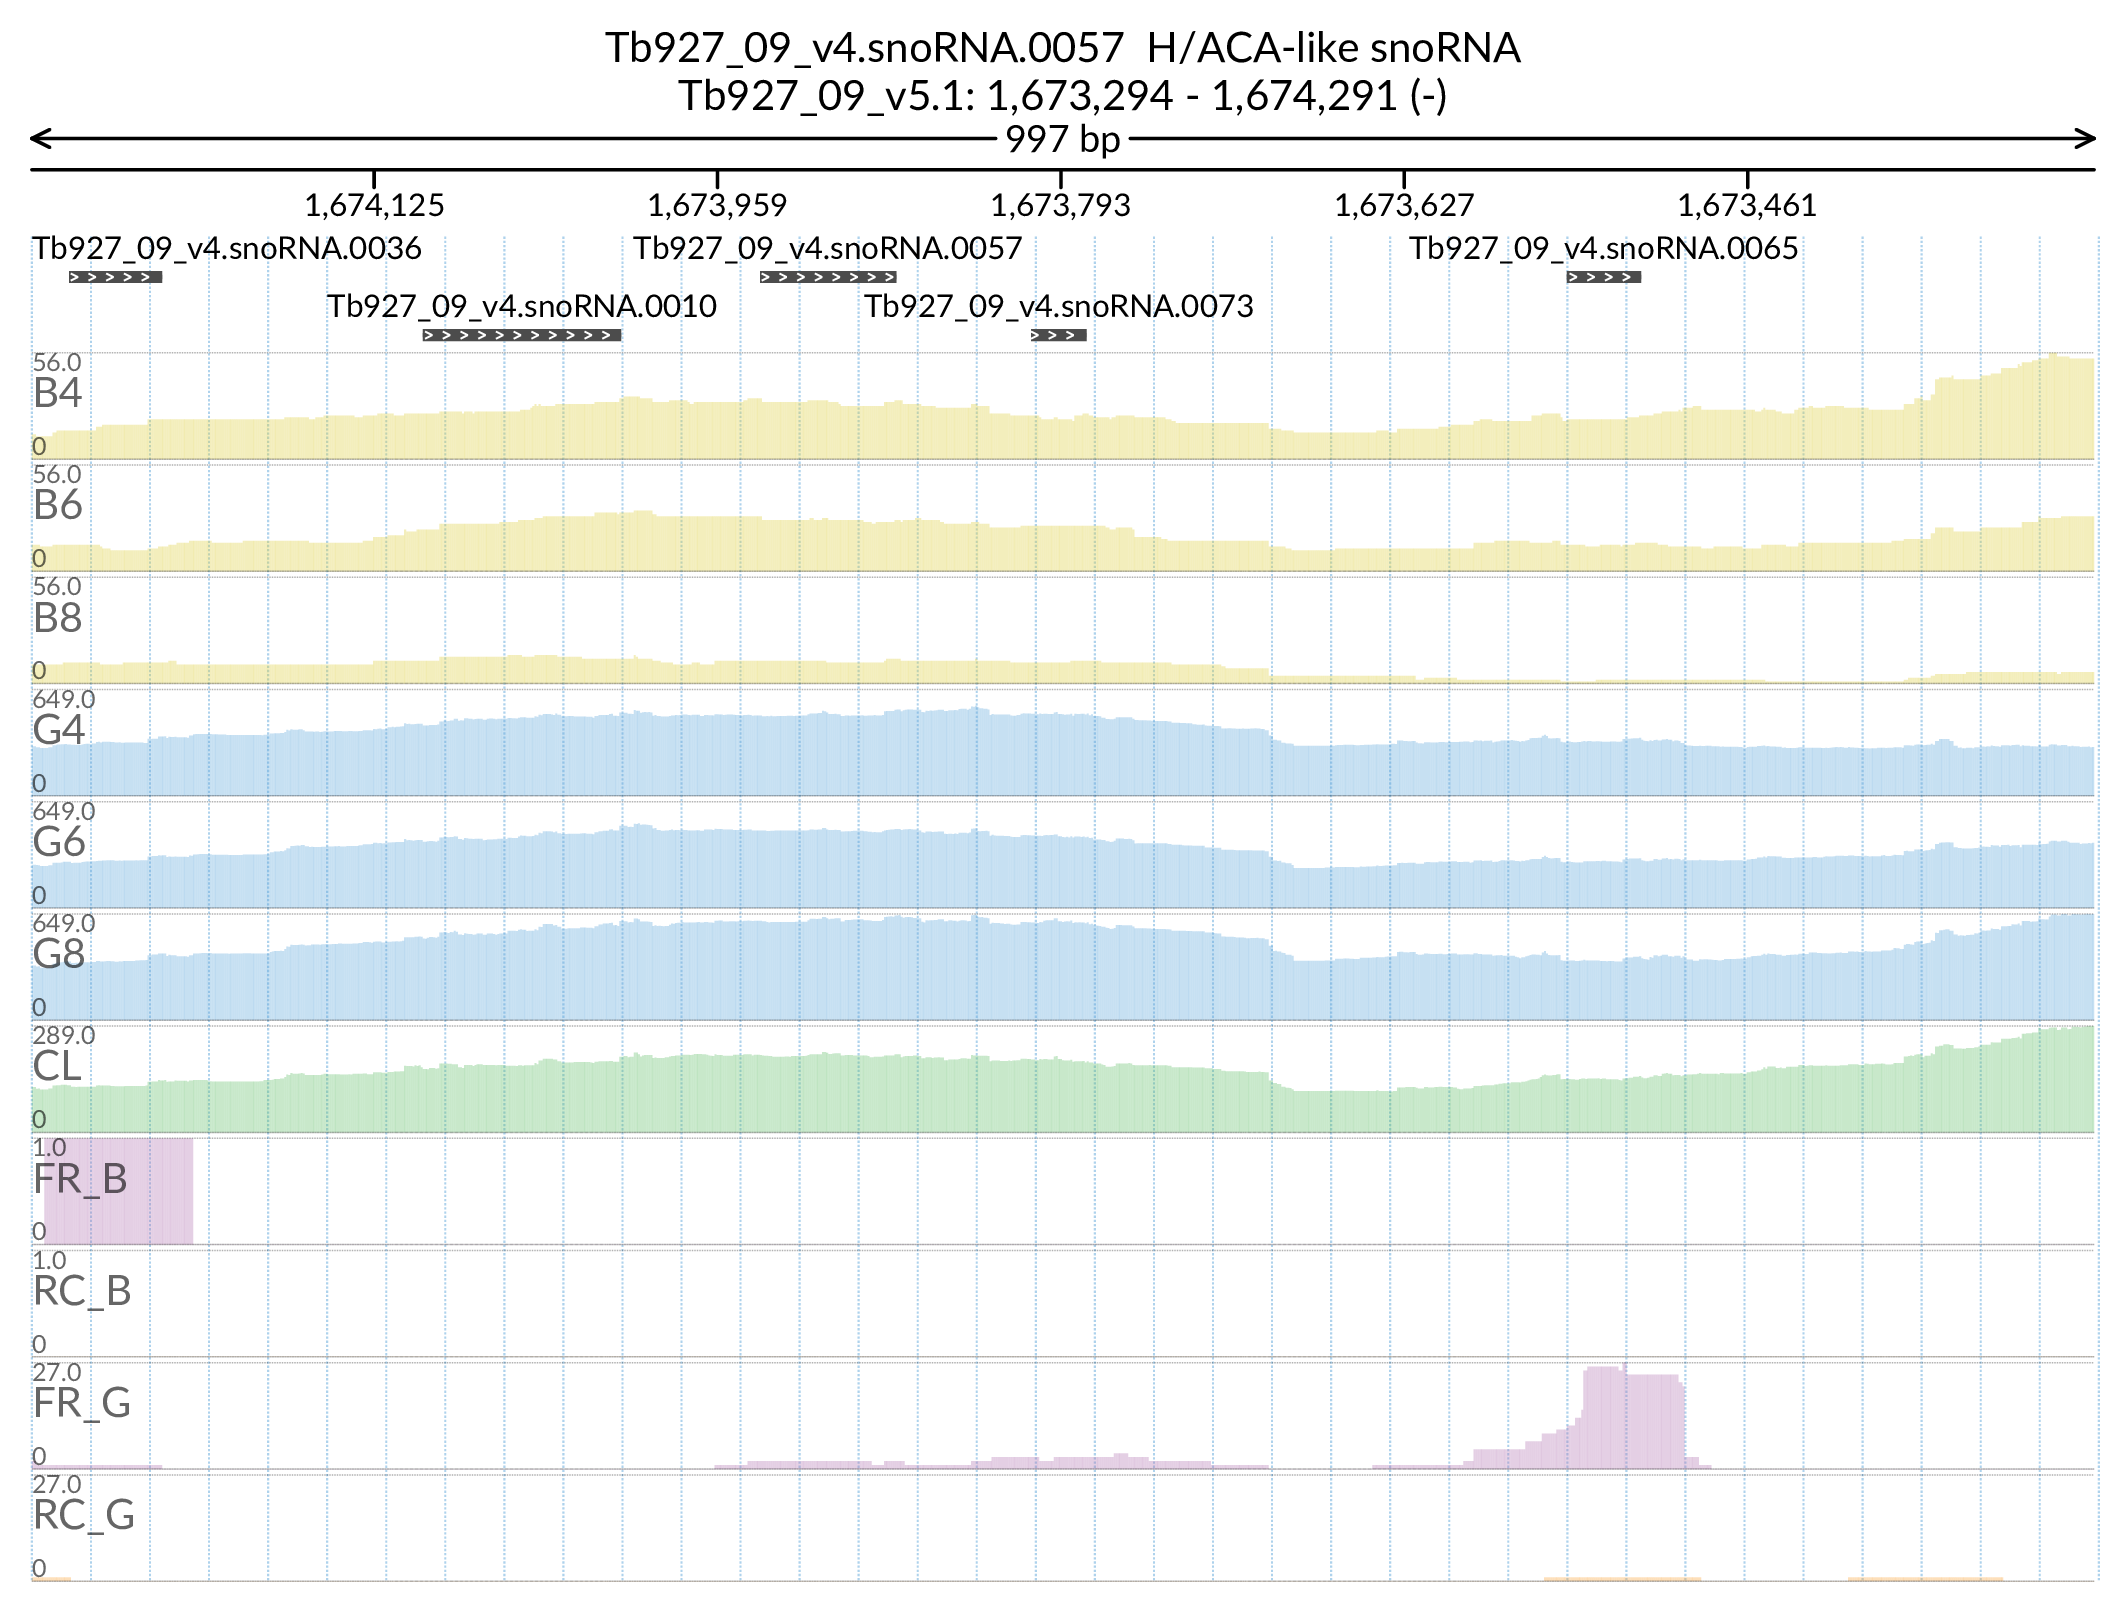 Tb927_09_v4.snoRNA.0057  H/ACA-like snoRNA
Tb927_09_v5.1: 1,673,294 - 1,674,291 (-)
997 bp
1,674,125
1,673,959
1,673,793
1,673,627
1,673,461
Tb927_09_v4.snoRNA.0036
Tb927_09_v4.snoRNA.0057
Tb927_09_v4.snoRNA.0065
Tb927_09_v4.snoRNA.0010
Tb927_09_v4.snoRNA.0073
56.0
B4
0
56.0
B6
0
56.0
B8
0
649.0
G4
0
649.0
G6
0
649.0
G8
0
289.0
CL
0
1.0
FR_B
0
1.0
RC_B
0
27.0
FR_G
0
27.0
RC_G
0